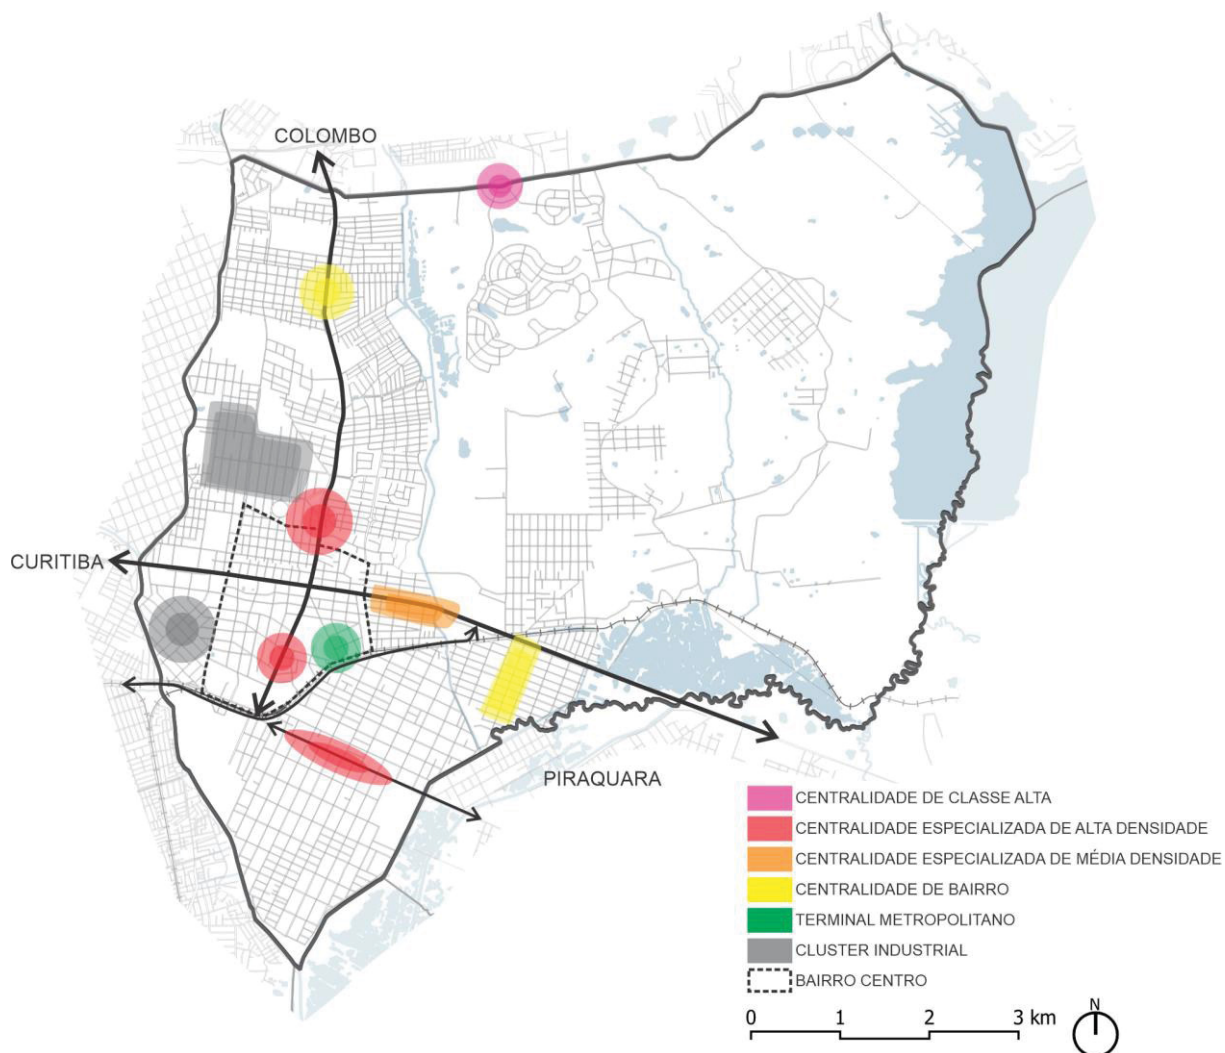 COLOMBO
CURITIBA
PIRAQUARA
CENTRALIDADE DE CLASSE ALTA
CENTRALIDADE ESPECIALIZADA DE ALTA DENSIDADE
CENTRALIDADE ESPECIALIZADA DE MÉDIA DENSIDADE
CENTRALIDADE DE BAIRRO
TERMINAL METROPOLITANO
CLUSTER INDUSTRIAL
BAIRRO CENTRO
0 1 2 3 km
N